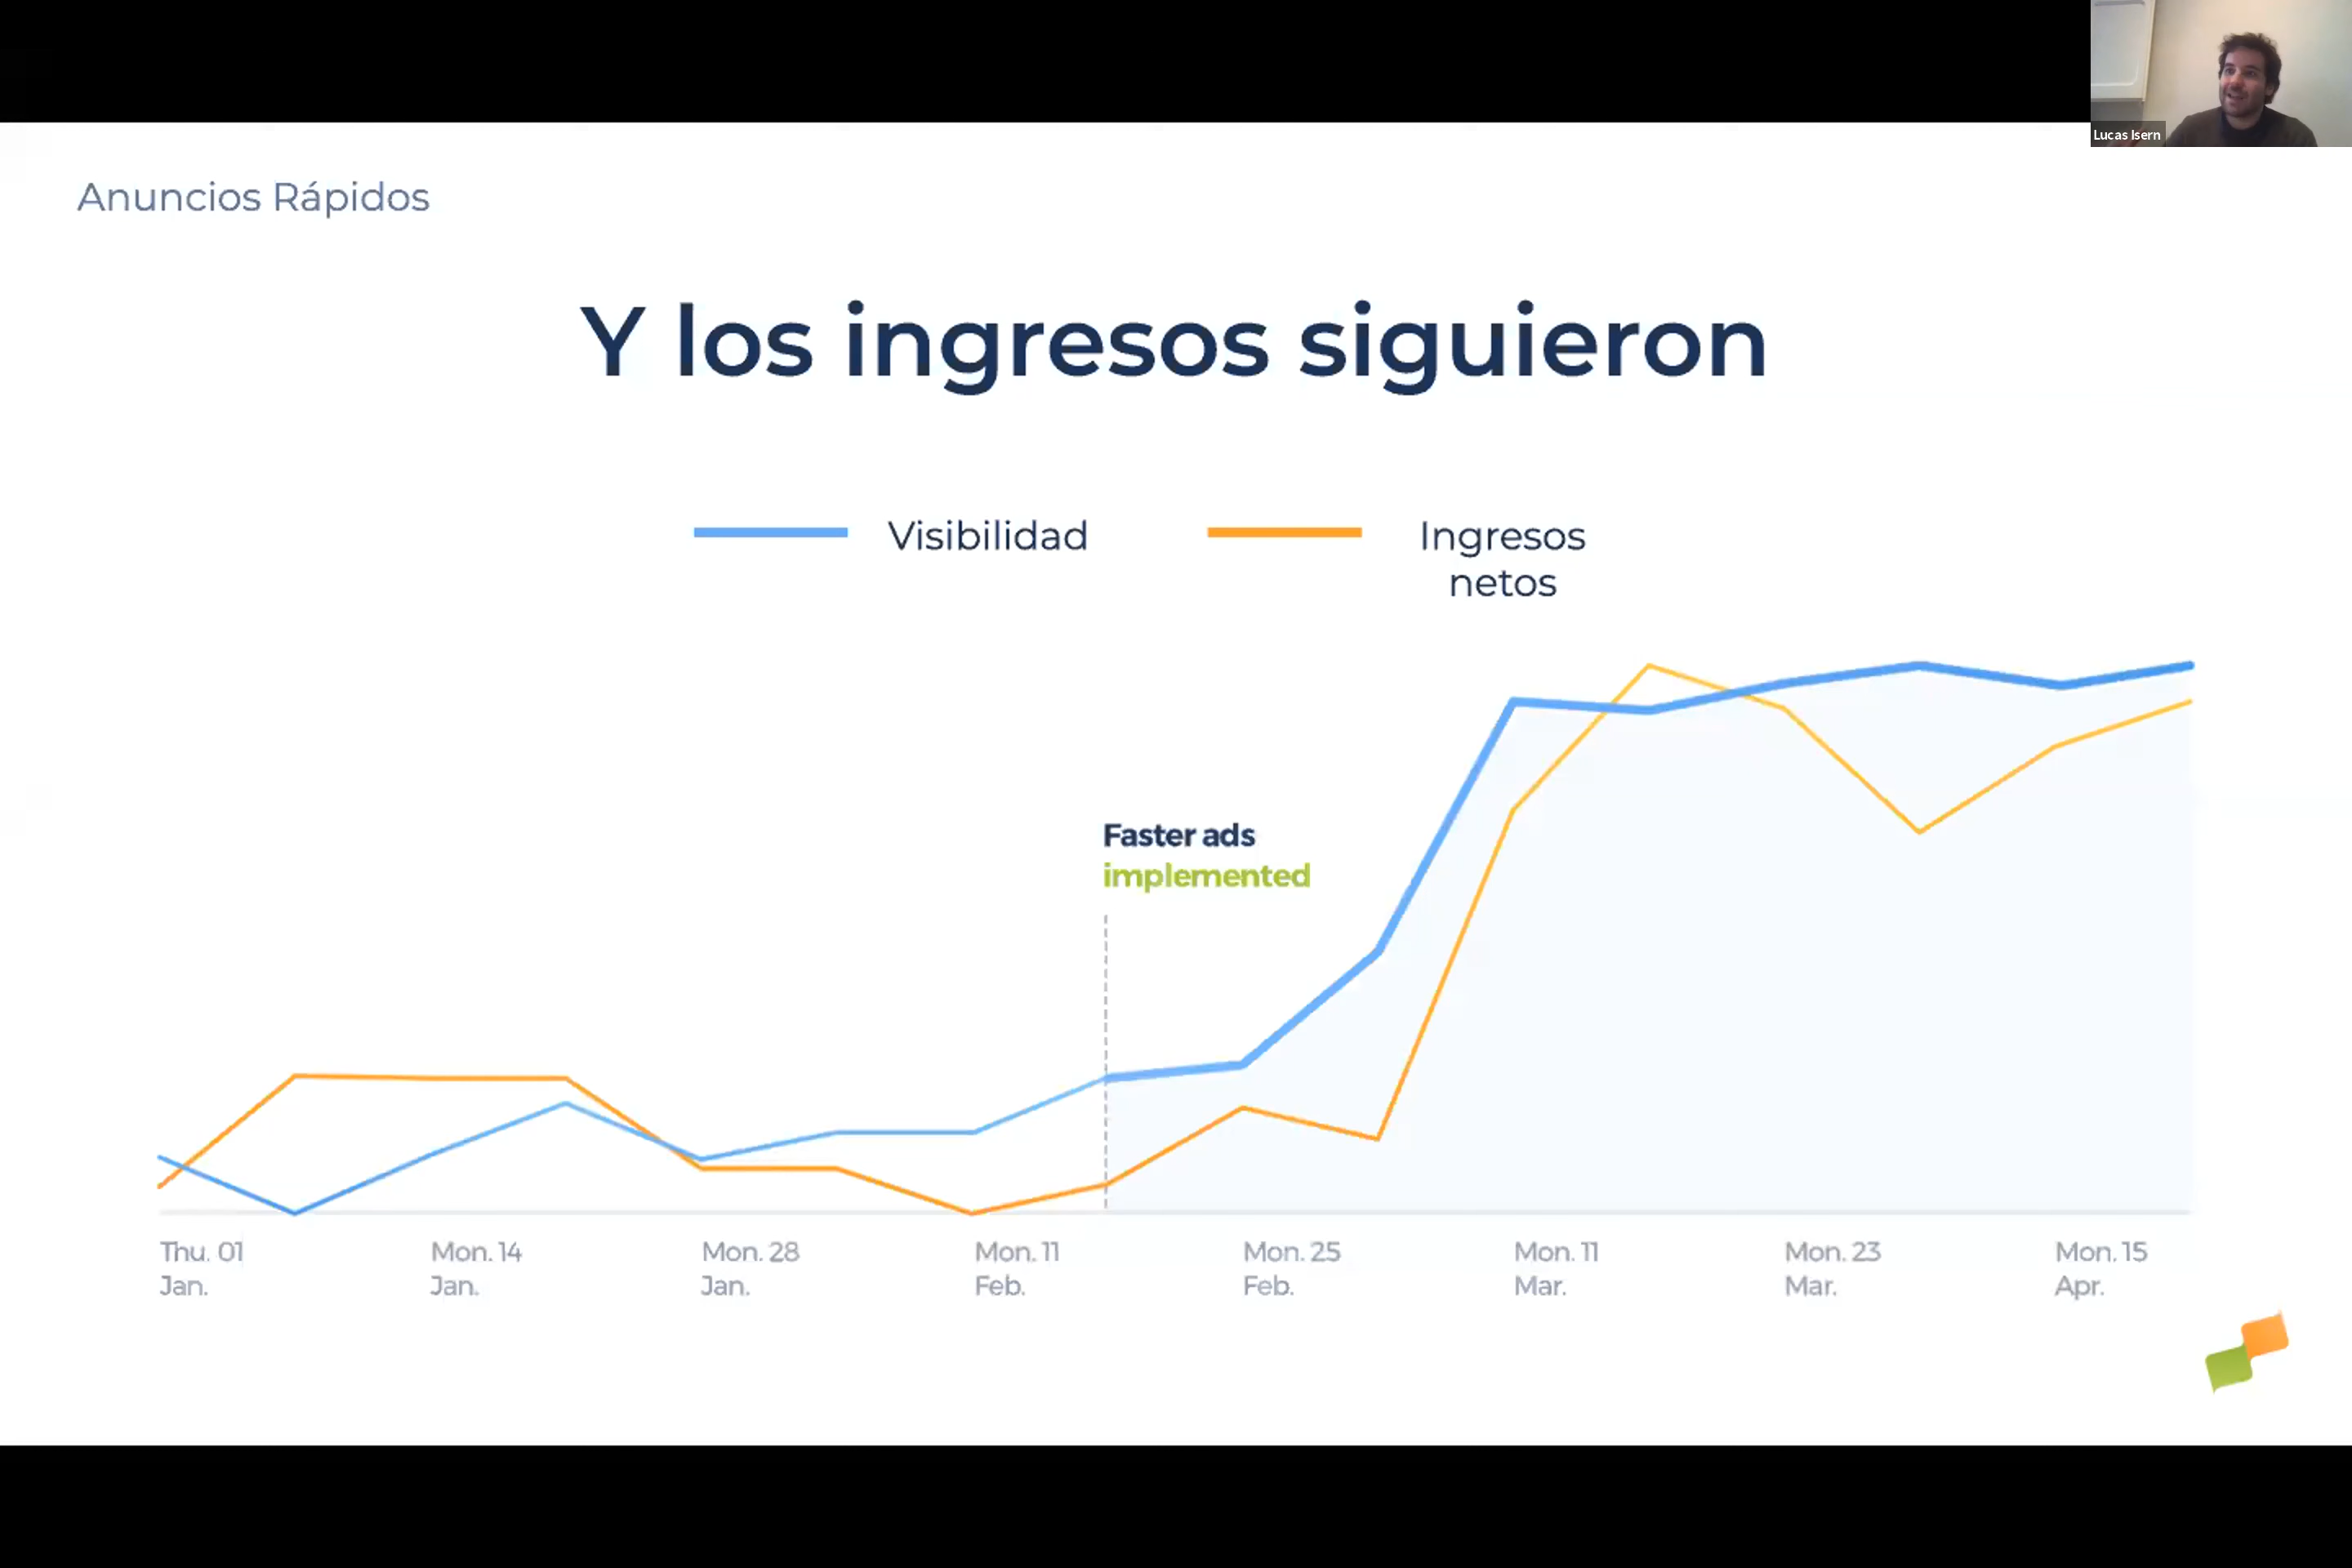 Lucas Isern
Anuncios Rápidos
Y los ingresos siguieron
Visibilidad
Ingresos
netos
Faster ads
implemented
Thu. 01
Jan.
Mon. 14
Jan.
Mon. 28
Jan.
Mon. 11
Feb.
Mon. 25
Feb.
Mon. 11
Mar.
Mon. 23
Mar.
Mon. 15
Apr.